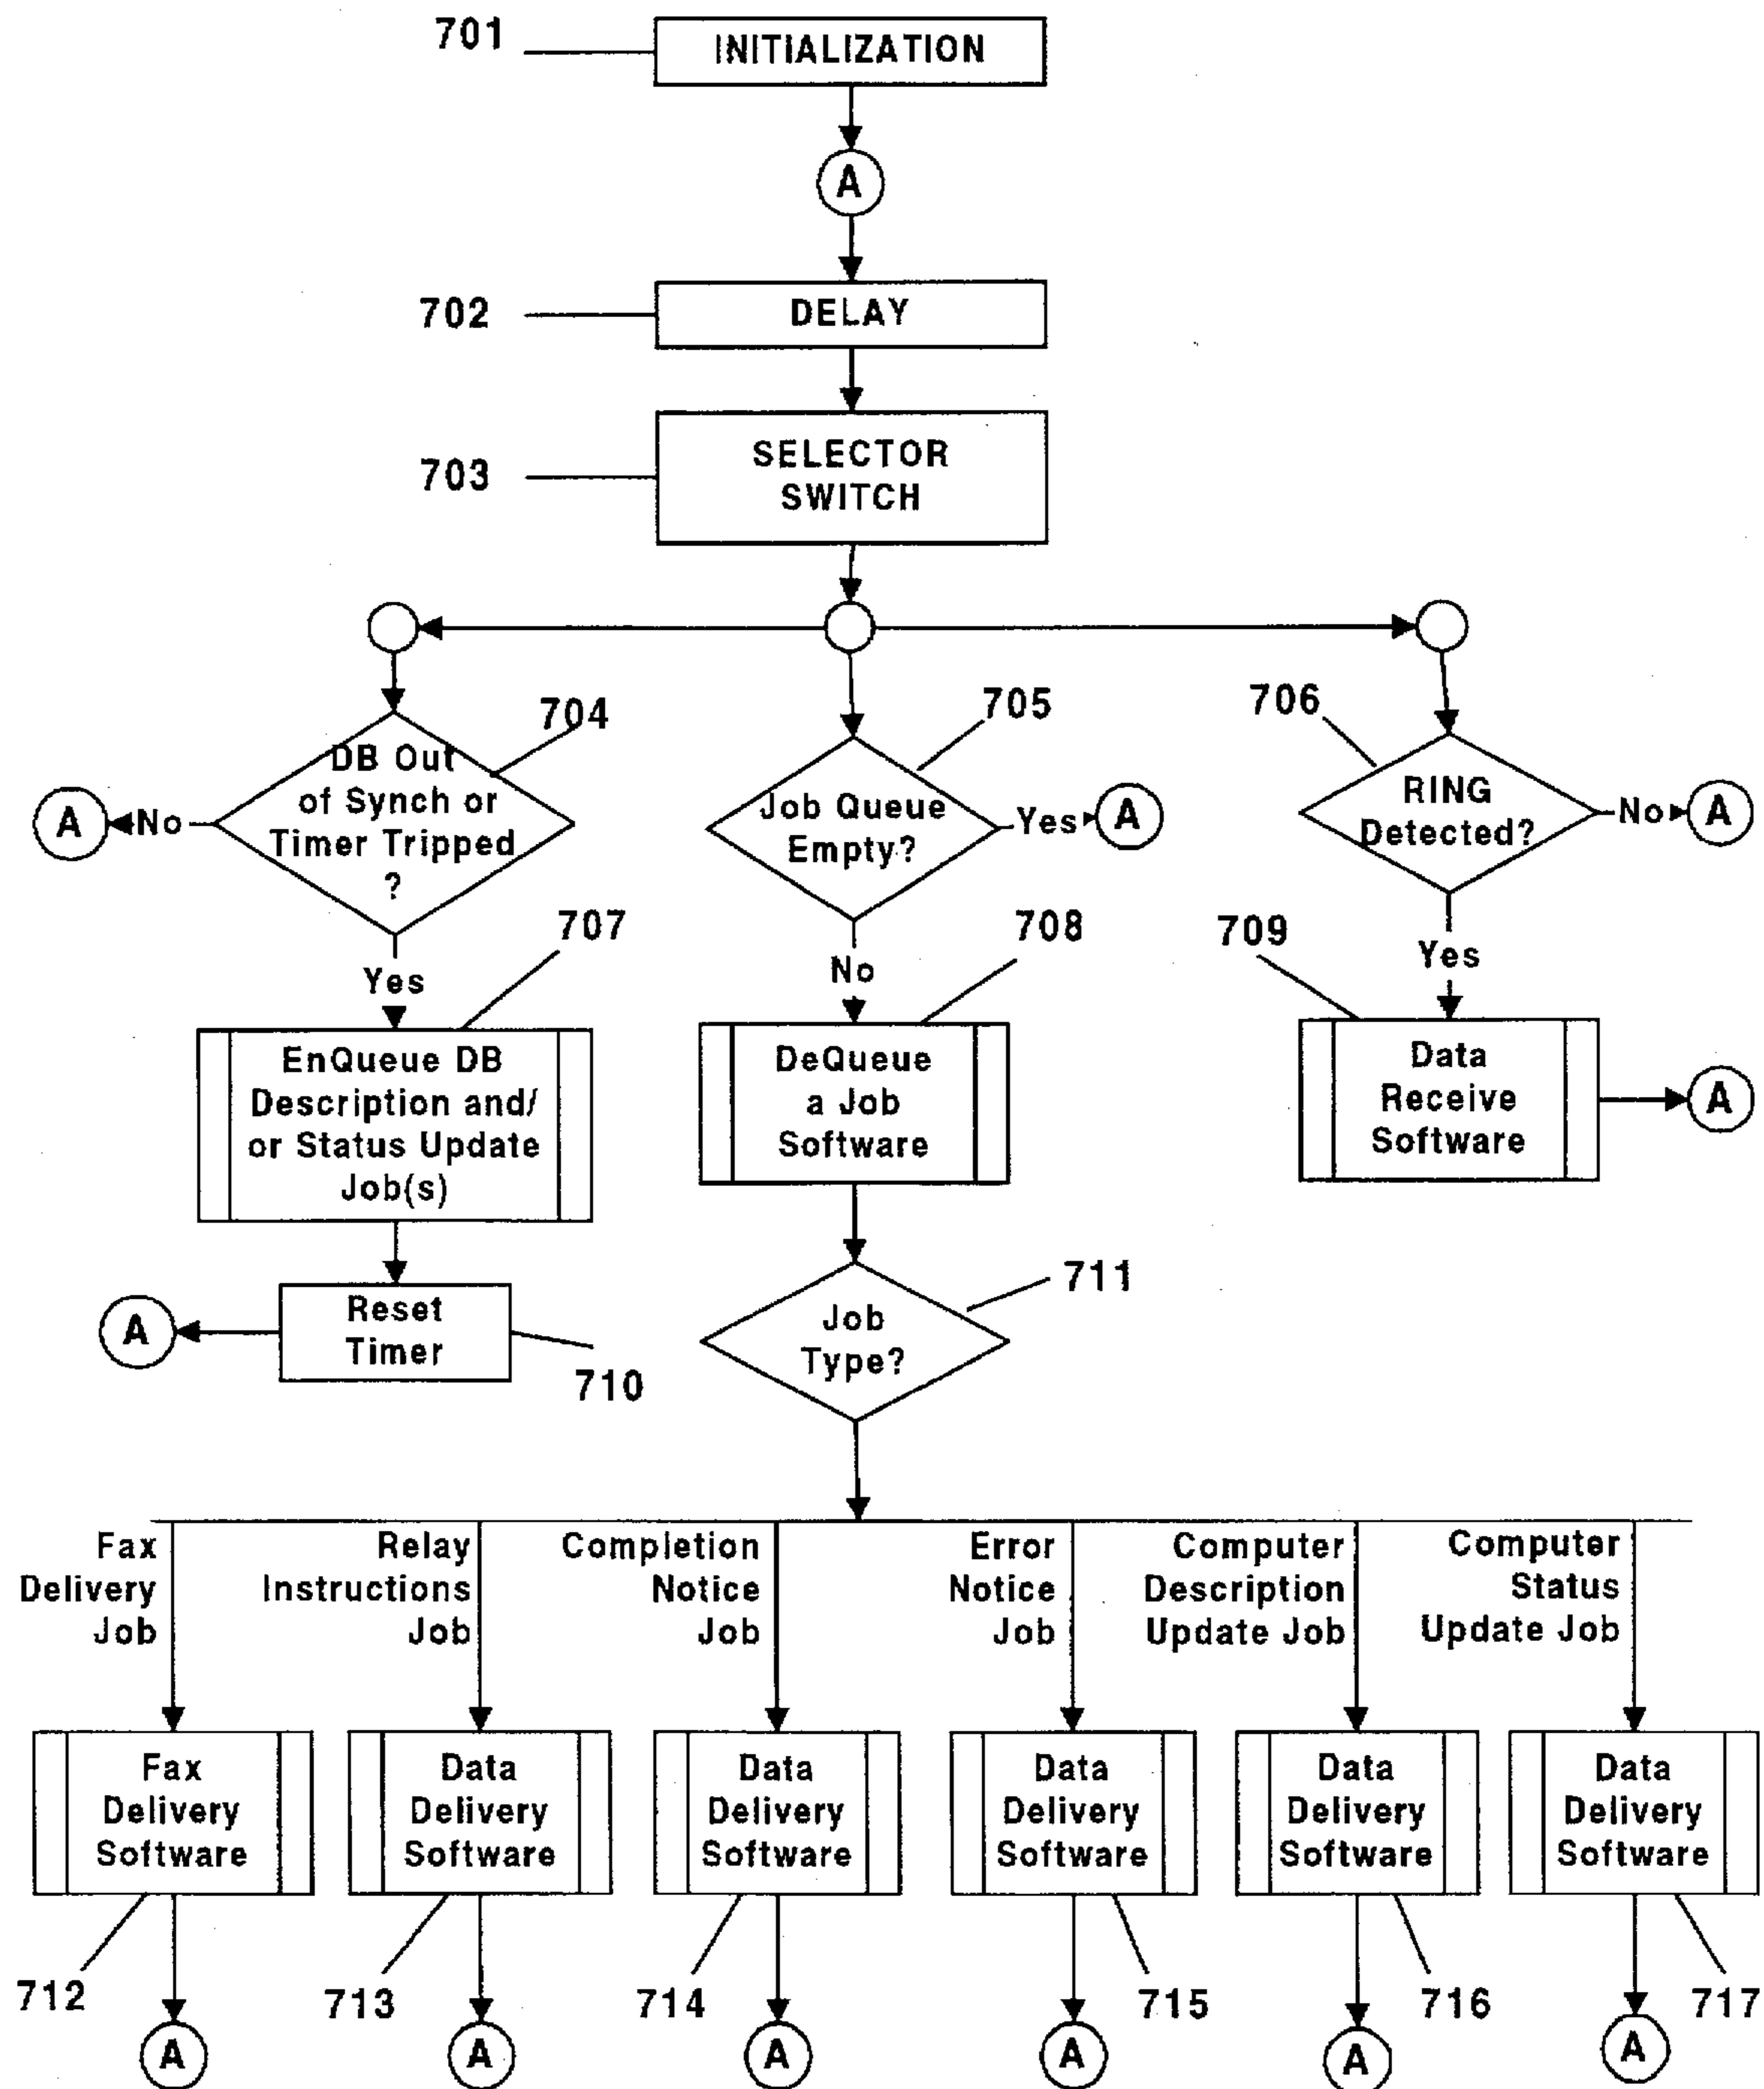 701
INITIALIZATION
A
702
DELAY
703
SELECTOR
SWITCH
704
DB Out
of Synch or
Timer Tripped
?
A
No
Yes
705
Job Queue
Empty?
Yes
A
No
706
RING
Detected?
No
A
Yes
707
EnQueue DB
Description and/
or Status Update
Job(s)
708
DeQueue
a Job
Software
709
Data
Receive
Software
A
A
Reset
Timer
710
711
Job
Type?
Fax
Delivery
Job
Relay
Instructions
Job
Completion
Notice
Job
Error
Notice
Job
Computer
Description
Update Job
Computer
Status
Update Job
Fax
Delivery
Software
Data
Delivery
Software
Data
Delivery
Software
Data
Delivery
Software
Data
Delivery
Software
Data
Delivery
Software
712
713
714
715
716
717
A
A
A
A
A
A